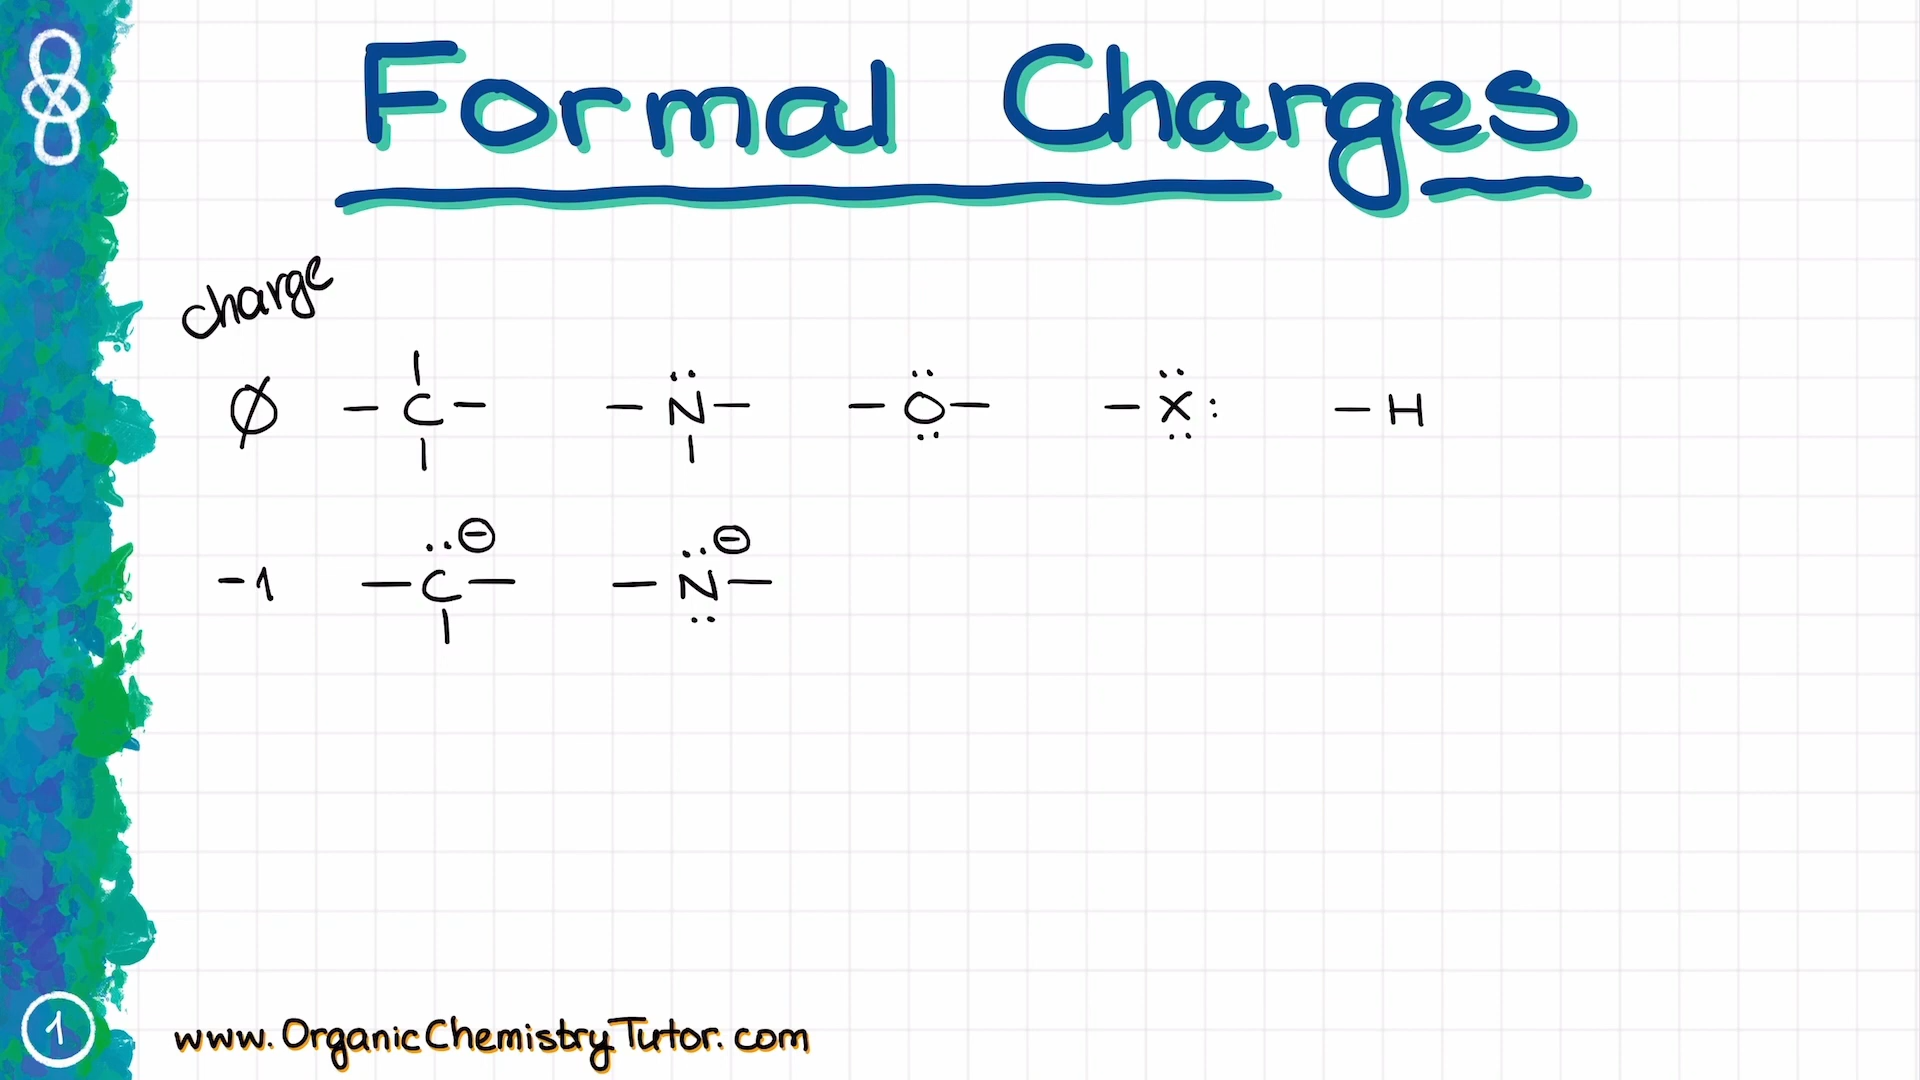 Formal Charges
charge
∅ C N O X H
-1 C⊖ N⊖
1 www.OrganicChemistryTutor.com